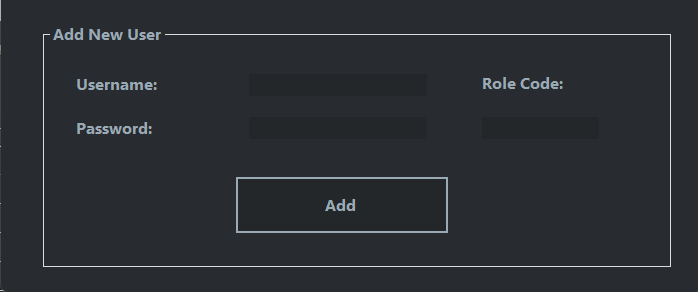 Add New User
Username:
Role Code:
Password:
Add